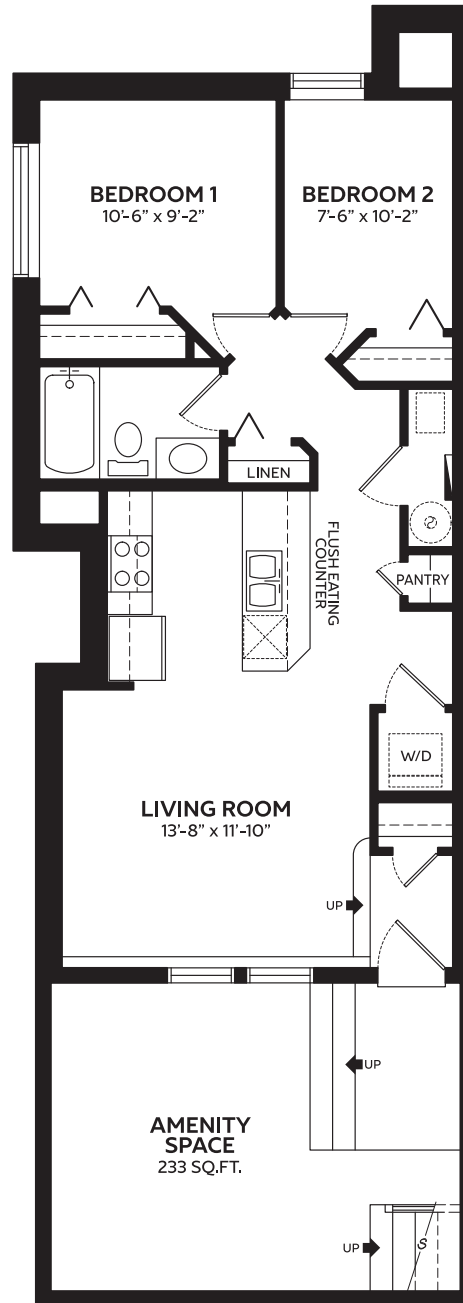 BEDROOM 1
10’-6” x 9’-2”
BEDROOM 2
7’-6” x 10’-2”
LINEN
FLUSH EATING
COUNTER
PANTRY
W/D
LIVING ROOM
13’-8” x 11’-10”
UP
UP
AMENITY
SPACE
233 SQ.FT.
UP
S